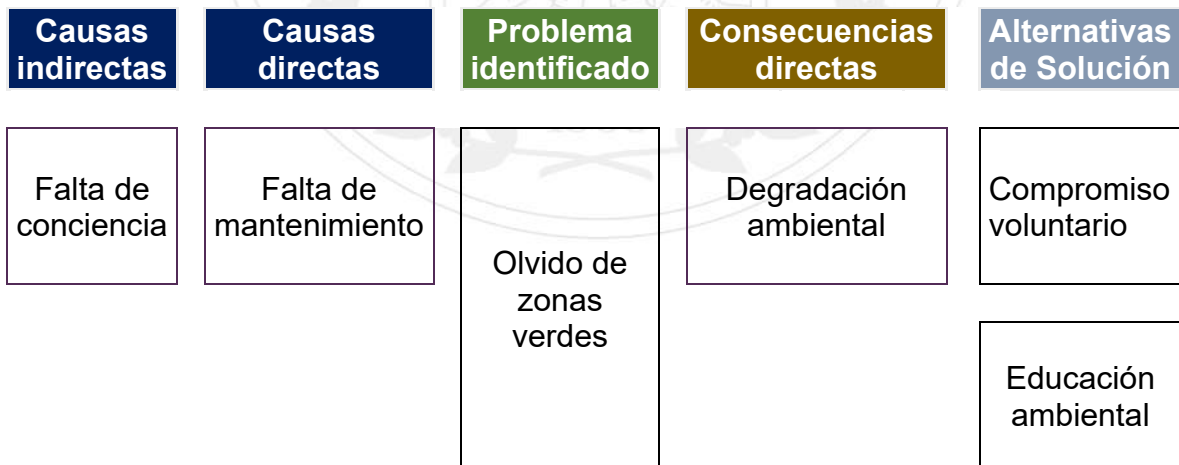 Causas
indirectas
Causas
directas
Problema
identificado
Consecuencias
directas
Alternativas
de Solución
Falta de
conciencia
Falta de
mantenimiento
Olvido de
zonas
verdes
Degradación
ambiental
Compromiso
voluntario
Educación
ambiental